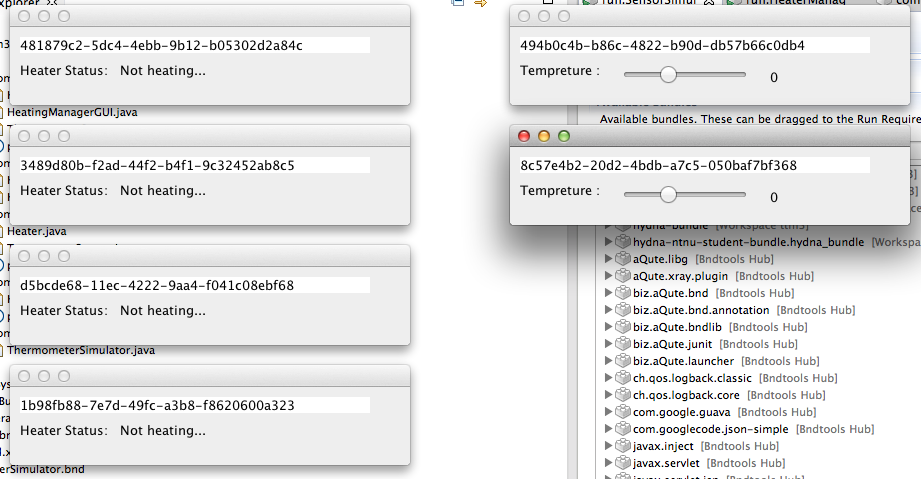 481879c2-5dc4-4ebb-9b12-b05302d2a84c
Heater Status: Not heating...
HeatingManagerGUI.java
3489d80b-f2ad-44f2-b4f1-9c32452ab8c5
Heater Status: Not heating...
Heater.java
d5bcde68-11ec-4222-9aa4-f041c08ebf68
Heater Status: Not heating...
ThermometerSimulator.java
1b98fb88-7e7d-49fc-a3b8-f8620600a323
Heater Status: Not heating...
erSimulator.bnd
494b0c4b-b86c-4822-b90d-db57b66c0db4
Tempreture : 0
Available bundles. These can be dragged to the Run Require
8c57e4b2-20d2-4bdb-a7c5-050baf7bf368
Tempreture : 0
hydna-bundle
hydna-ntnu-student-bundle.hydna_bundle [Workspa
aQute.libg [Bndtools Hub]
aQute.xray.plugin [Bndtools Hub]
biz.aQute.bnd [Bndtools Hub]
biz.aQute.bnd.annotation [Bndtools Hub]
biz.aQute.bndlib [Bndtools Hub]
biz.aQute.junit [Bndtools Hub]
biz.aQute.launcher [Bndtools Hub]
ch.qos.logback.classic [Bndtools Hub]
ch.qos.logback.core [Bndtools Hub]
com.google.guava [Bndtools Hub]
com.googlecode.json-simple [Bndtools Hub]
javax.inject [Bndtools Hub]
javax.servlet [Bndtools Hub]